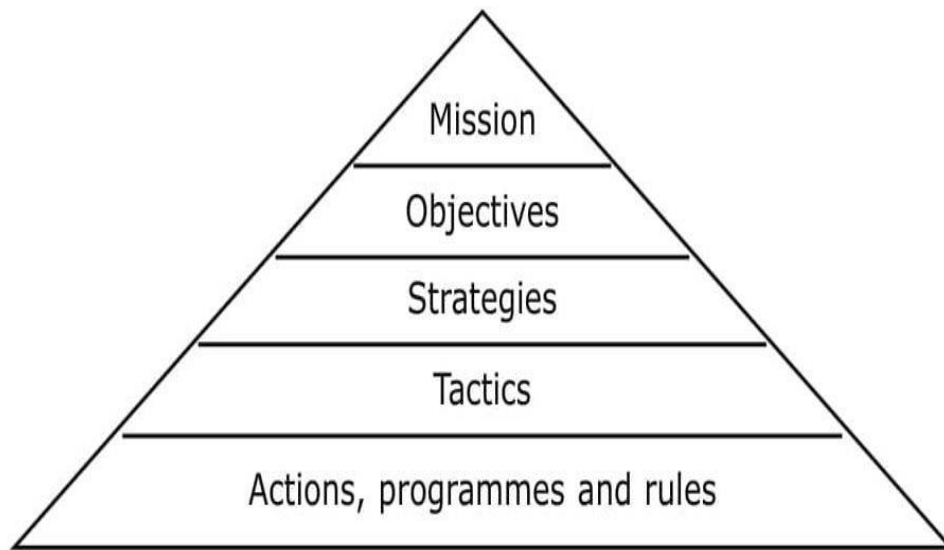 Mission
Objectives
Strategies
Tactics
Actions, programmes and rules